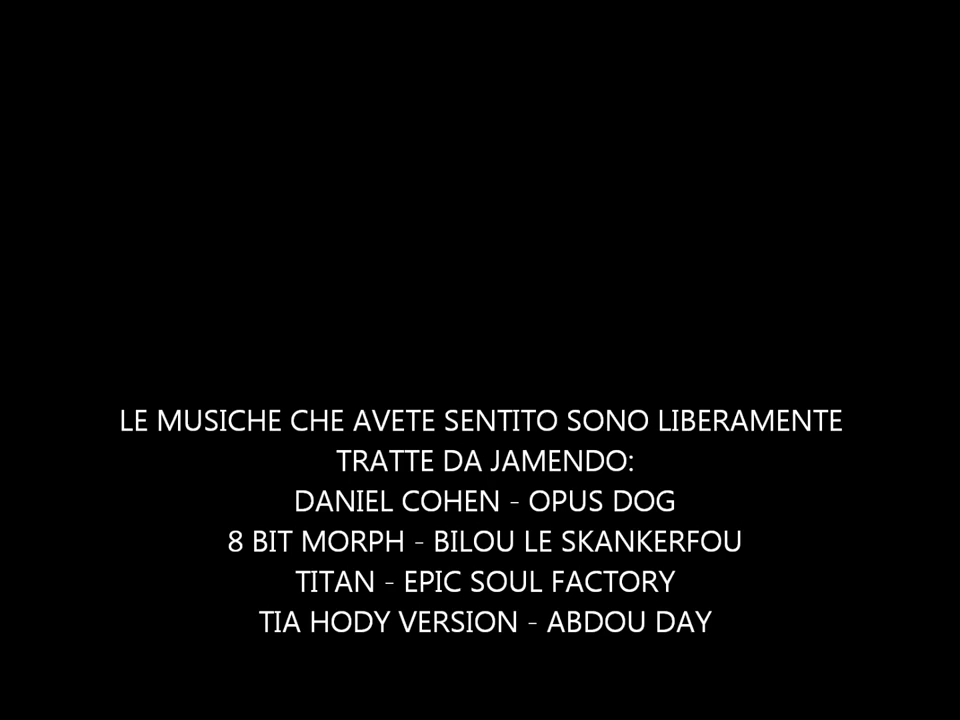 LE MUSICHE CHE AVETE SENTITO SONO LIBERAMENTE
TRATTE DA JAMENDO:
DANIEL COHEN - OPUS DOG
8 BIT MORPH - BILOU LE SKANKERFOU
TITAN - EPIC SOUL FACTORY
TIA HODY VERSION - ABDOU DAY